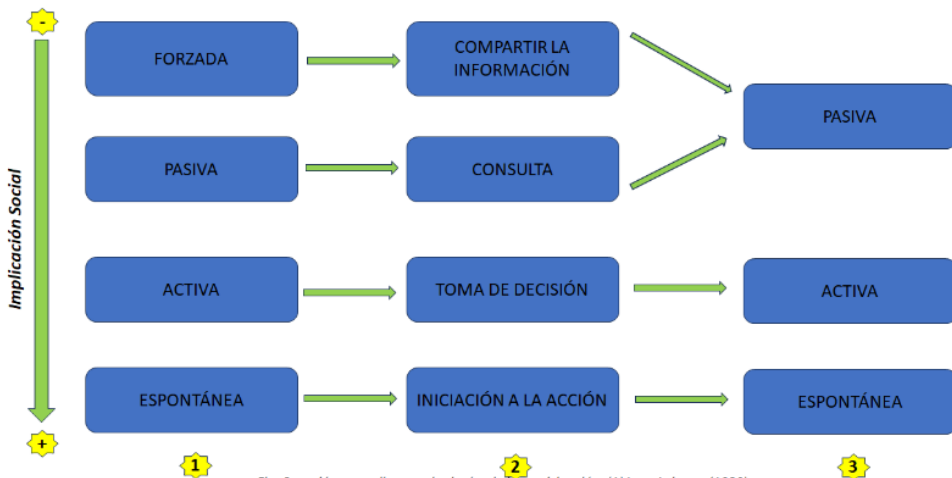 -
FORZADA
COMPARTIR LA
INFORMACIÓN
PASIVA
PASIVA
CONSULTA
Implicación Social
ACTIVA
TOMA DE DECISIÓN
ACTIVA
ESPONTÁNEA
INICIACIÓN A LA ACCIÓN
ESPONTÁNEA
+
1
2
3